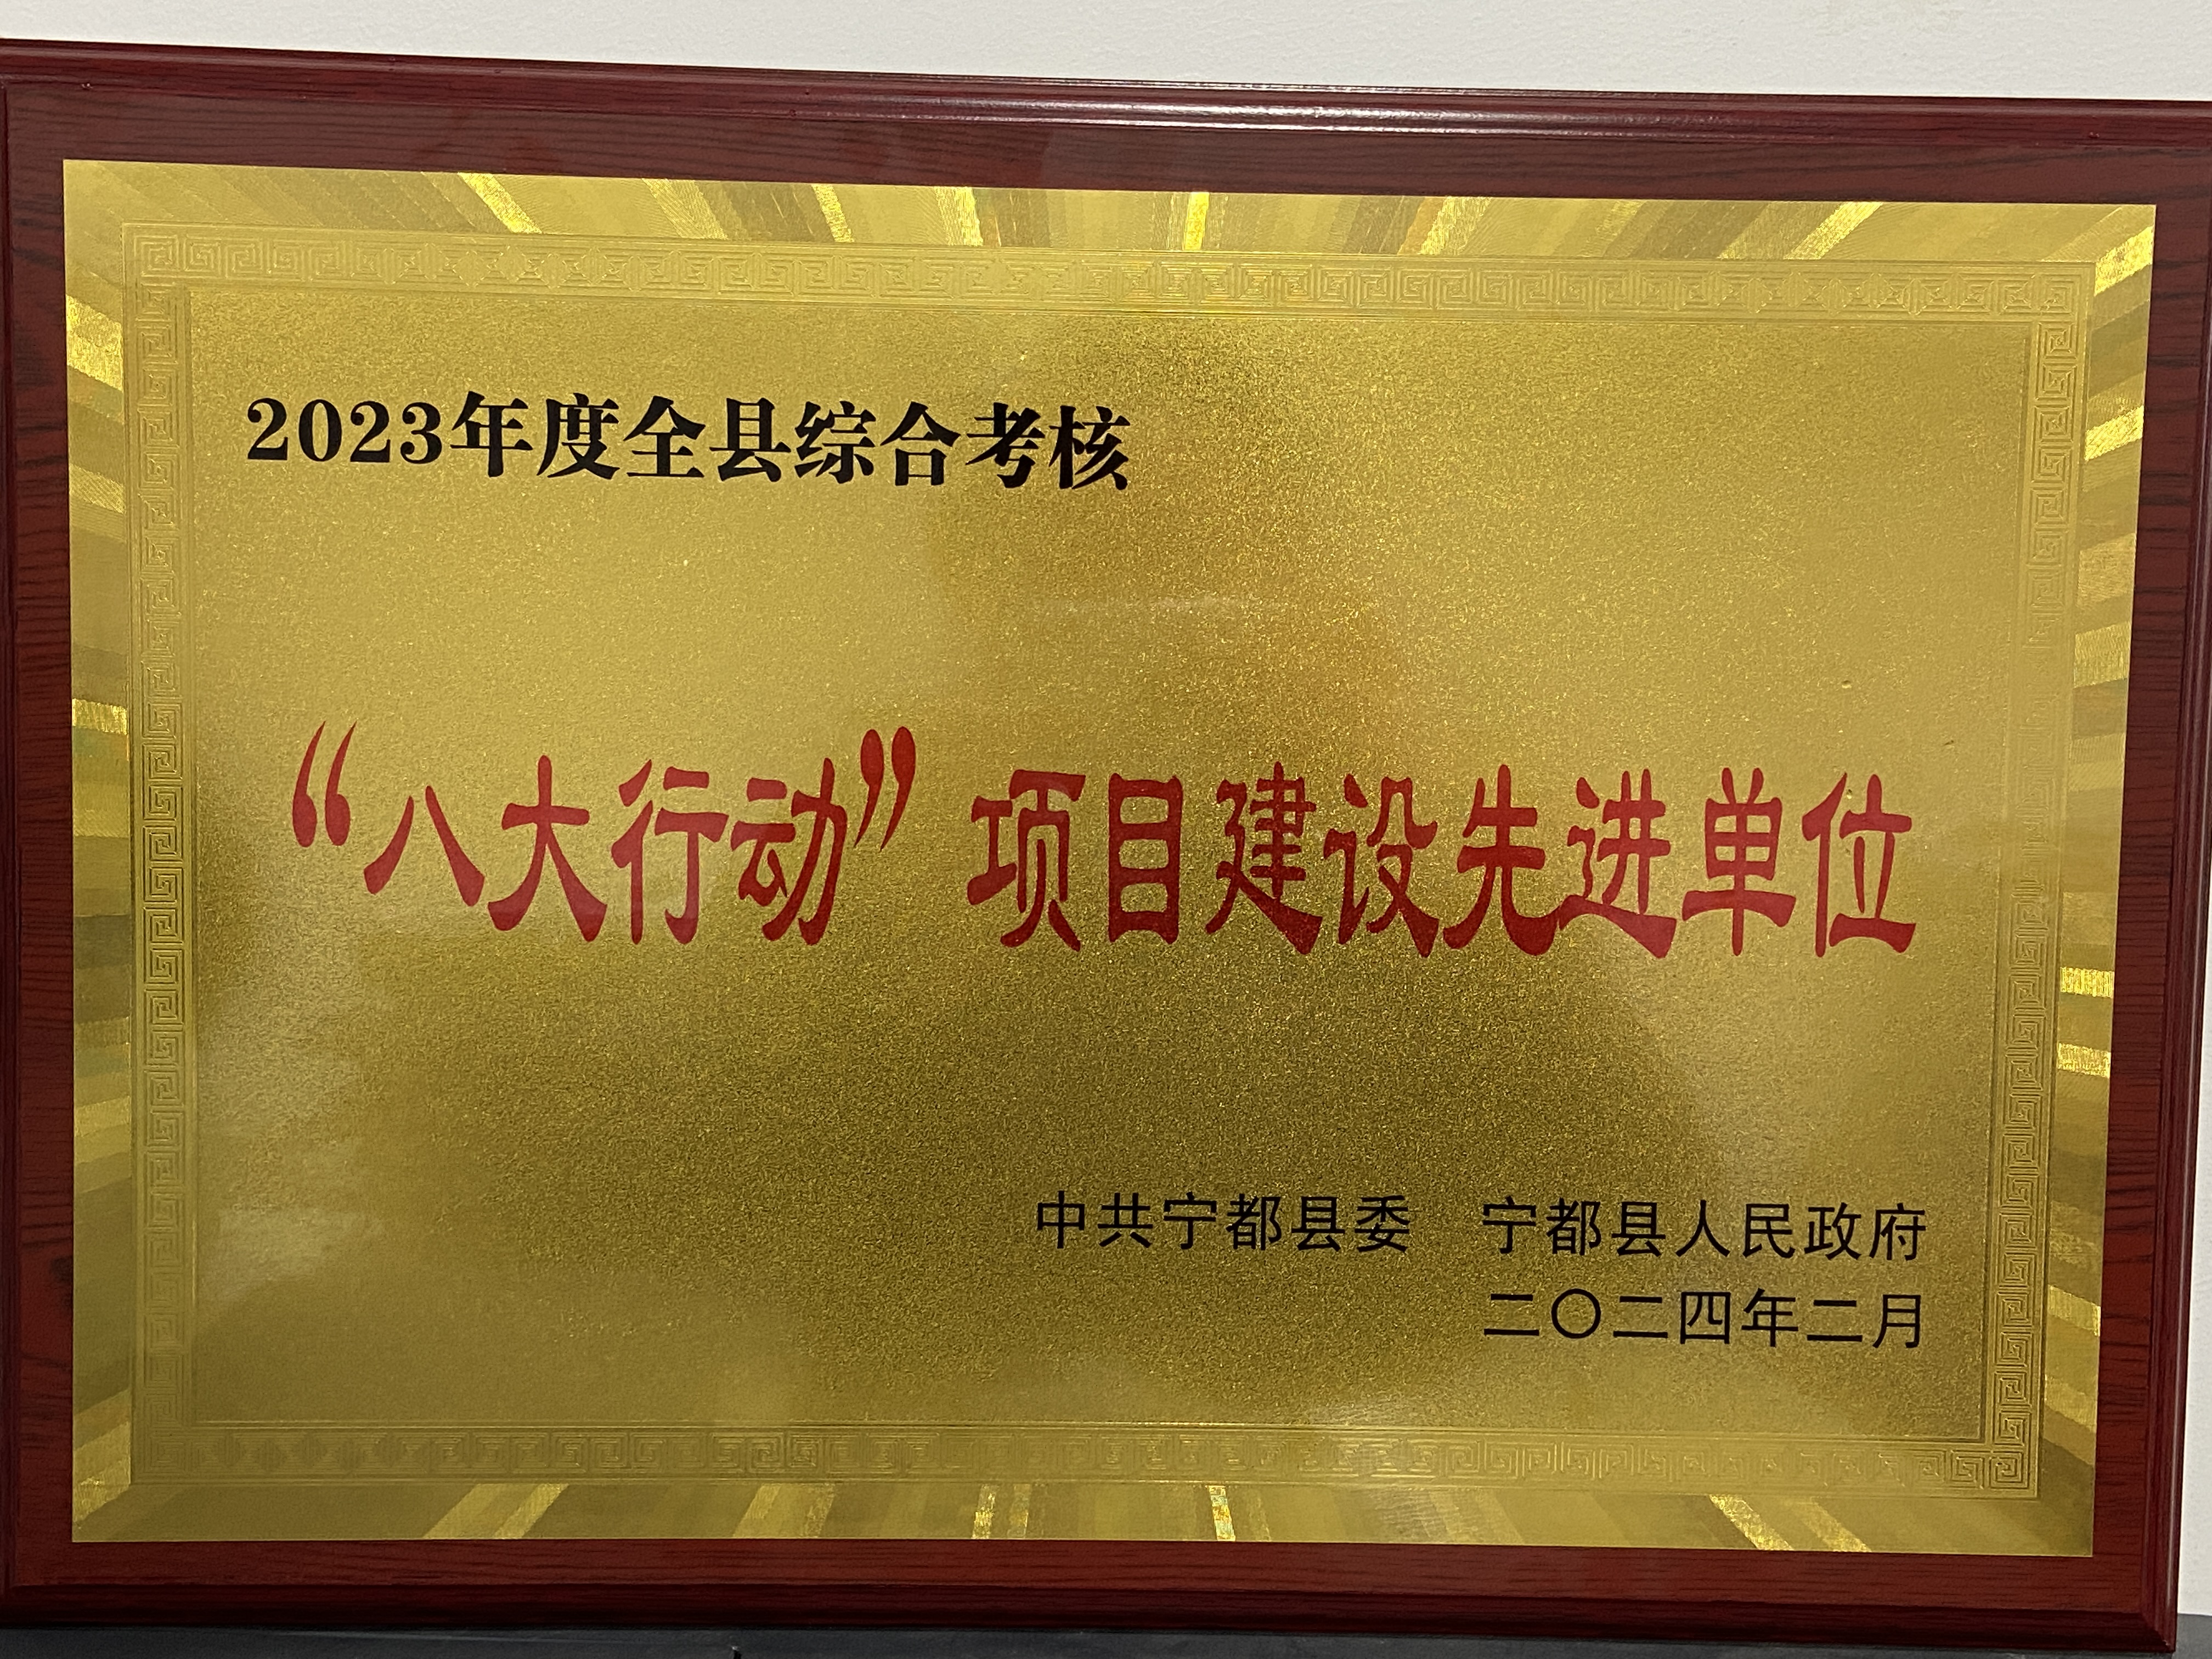 2023年度全县综合考核
“八大行动”项目建设先进单位
中共宁都县委 宁都县人民政府
二〇二四年二月